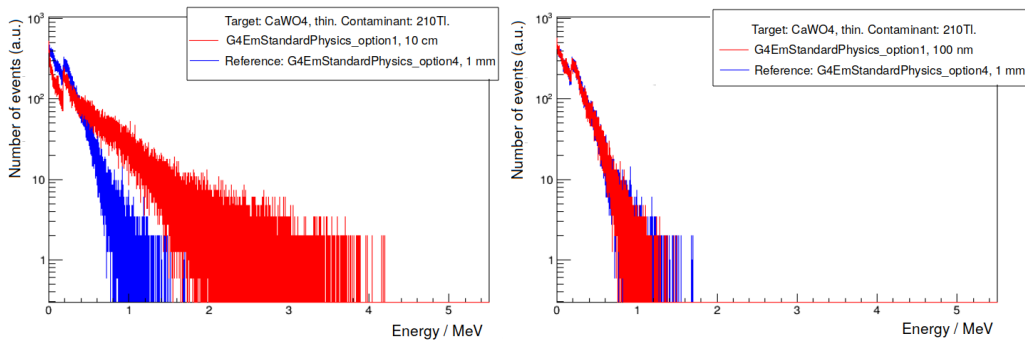 Target: CaWO4, thin. Contaminant: 210Tl.
G4EmStandardPhysics_option1, 10 cm
Reference: G4EmStandardPhysics_option4, 1 mm
Number of events (a.u.)
10³
10²
10
1
0 1 2 3 4 5
Energy / MeV
Target: CaWO4, thin. Contaminant: 210Tl.
G4EmStandardPhysics_option1, 100 nm
Reference: G4EmStandardPhysics_option4, 1 mm
Number of events (a.u.)
10³
10²
10
1
0 1 2 3 4 5
Energy / MeV